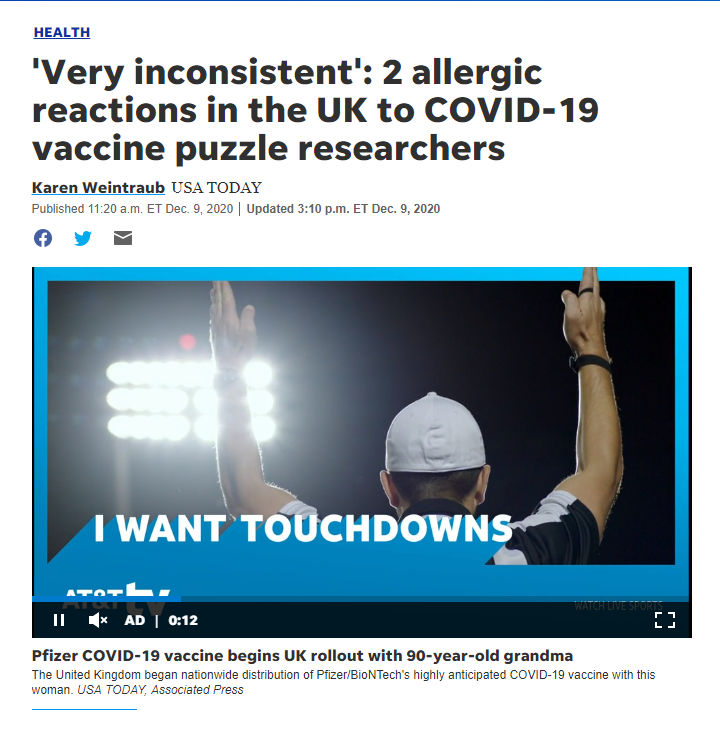 HEALTH
'Very inconsistent': 2 allergic
reactions in the UK to COVID-19
vaccine puzzle researchers
Karen Weintraub USA TODAY
Published 11:20 a.m. ET Dec. 9, 2020 | Updated 3:10 p.m. ET Dec. 9, 2020
I WANT TOUCHDOWNS
AT&T tv
WATCH LIVE SPORTS
AD | 0:12
Pfizer COVID-19 vaccine begins UK rollout with 90-year-old grandma
The United Kingdom began nationwide distribution of Pfizer/BioNTech's highly anticipated COVID-19 vaccine with this
woman. USA TODAY, Associated Press